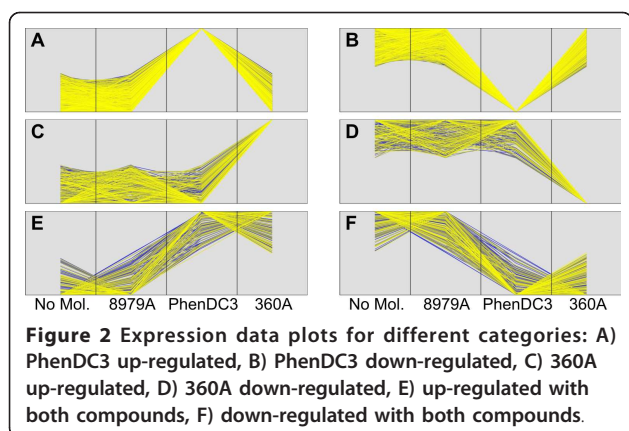 A
B
C
D
E
F
No Mol. 8979A PhenDC3 360A
No Mol. 8979A PhenDC3 360A
Figure 2 Expression data plots for different categories: A)
PhenDC3 up-regulated, B) PhenDC3 down-regulated, C) 360A
up-regulated, D) 360A down-regulated, E) up-regulated with
both compounds, F) down-regulated with both compounds.